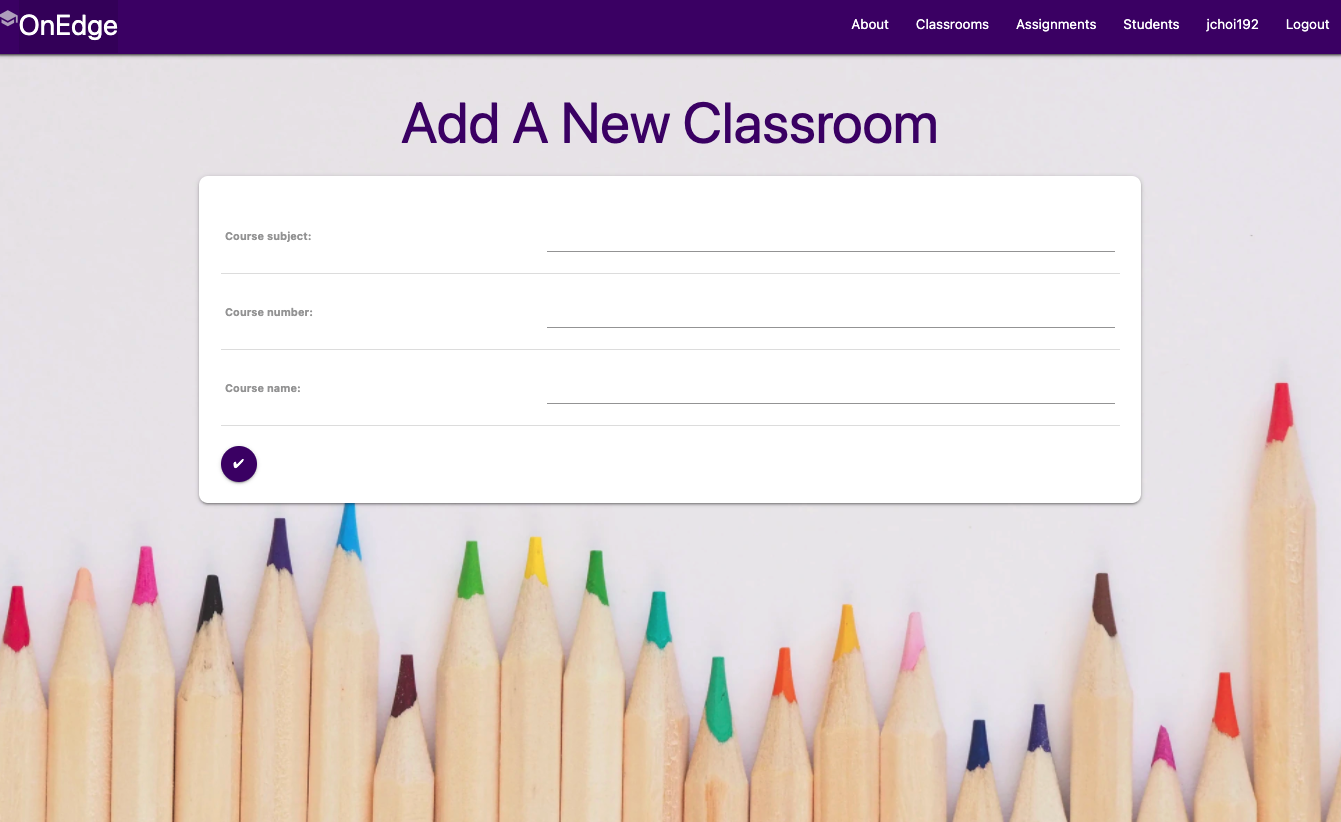 OnEdge
About Classrooms Assignments Students jchoi192 Logout
Add A New Classroom
Course subject:
Course number:
Course name:
✔